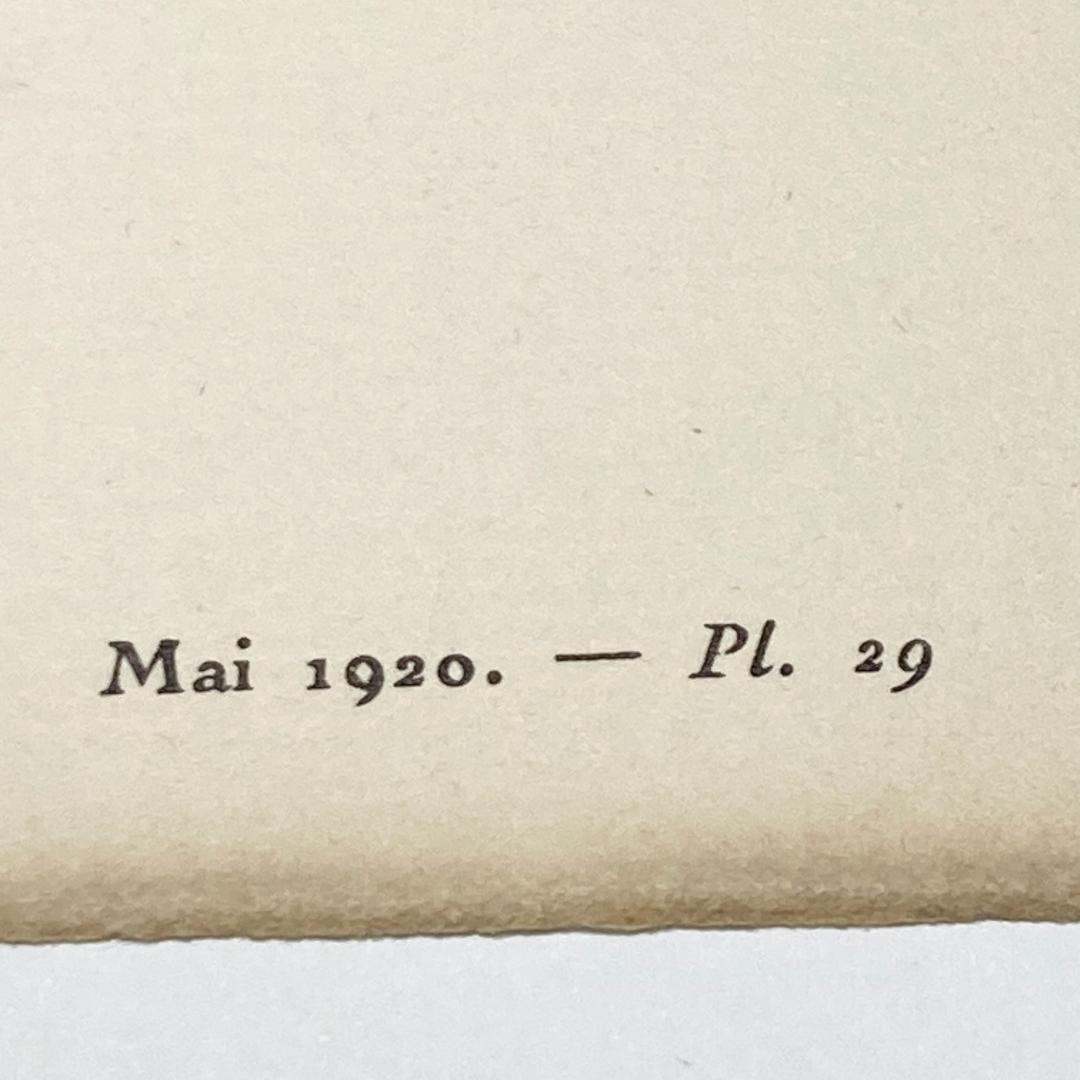 Mai 1920. — Pl. 29